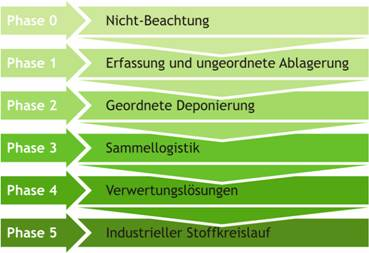 Phase 0 Nicht-Beachtung
Phase 1 Erfassung und ungeordnete Ablagerung
Phase 2 Geordnete Deponierung
Phase 3 Sammellogistik
Phase 4 Verwertungslösungen
Phase 5 Industrieller Stoffkreislauf